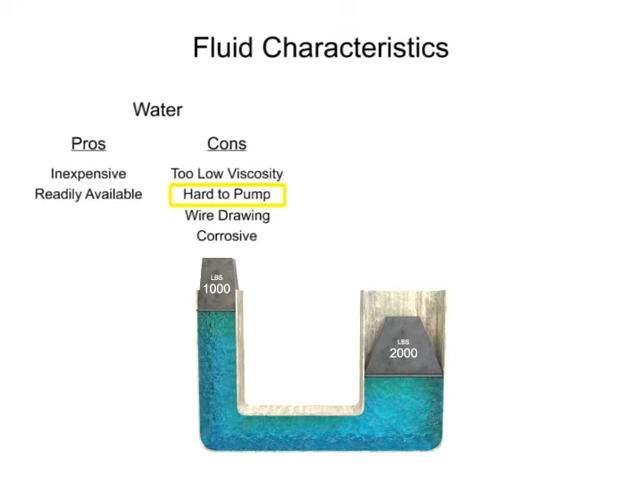 Fluid Characteristics
Water
Pros
Cons
Inexpensive
Too Low Viscosity
Readily Available
Hard to Pump
Wire Drawing
Corrosive
LBS
1000
LBS
2000